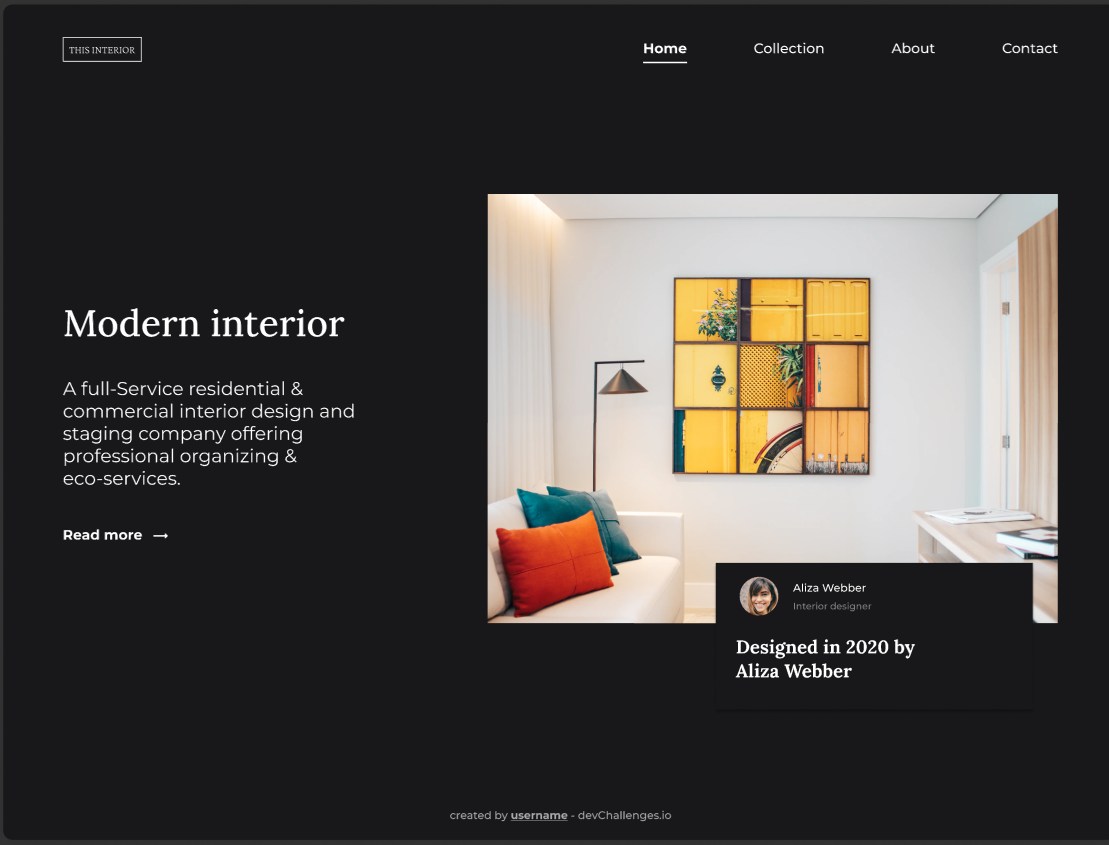 THIS INTERIOR
Home
Collection
About
Contact
Modern interior
A full-Service residential &
commercial interior design and
staging company offering
professional organizing &
eco-services.
Read more →
Aliza Webber
Interior designer
Designed in 2020 by
Aliza Webber
created by username - devChallenges.io